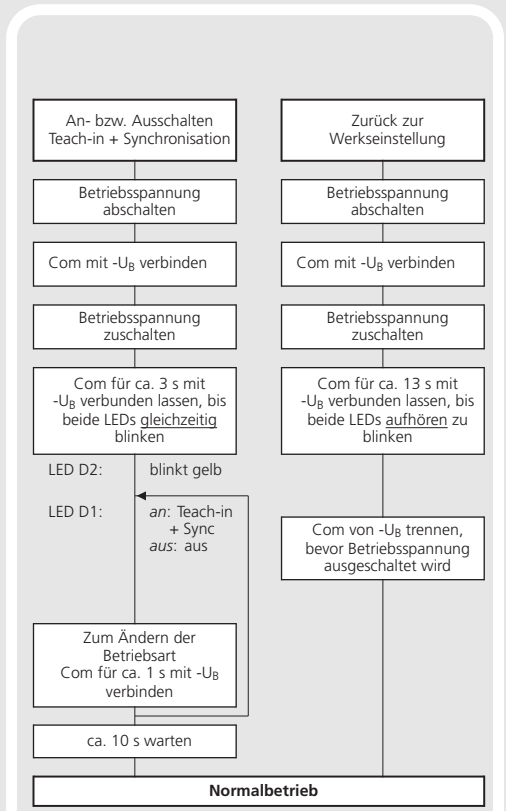 An- bzw. Ausschalten
Teach-in + Synchronisation
Betriebsspannung
abschalten
Com mit -UB verbinden
Betriebsspannung
zuschalten
Com für ca. 3 s mit
-UB verbunden lassen, bis
beide LEDs gleichzeitig
blinken
LED D2: blinkt gelb
LED D1: an: Teach-in
+ Sync
aus: aus
Zum Ändern der
Betriebsart
Com für ca. 1 s mit -UB
verbinden
ca. 10 s warten
Zurück zur
Werkseinstellung
Betriebsspannung
abschalten
Com mit -UB verbinden
Betriebsspannung
zuschalten
Com für ca. 13 s mit
-UB verbunden lassen, bis
beide LEDs aufhören zu
blinken
Com von -UB trennen,
bevor Betriebsspannung
ausgeschaltet wird
Normalbetrieb